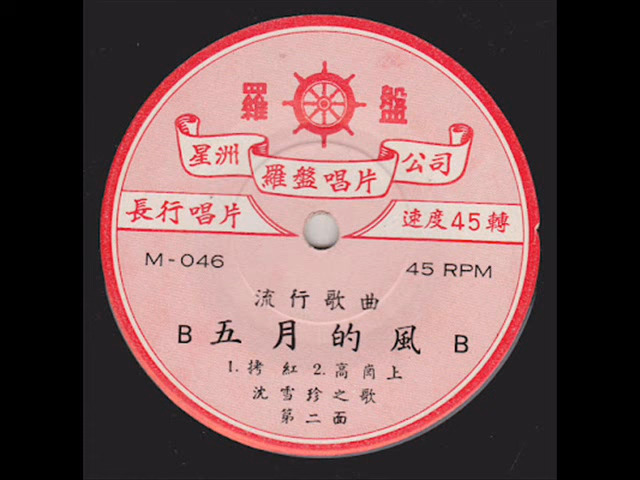 羅 盤
星洲 羅盤唱片 公司
長行唱片 速度45轉
M-046 45 RPM
流行歌曲
B 五月的風 B
1. 拷紅 2. 高崗上
沈雪珍之歌
第二面